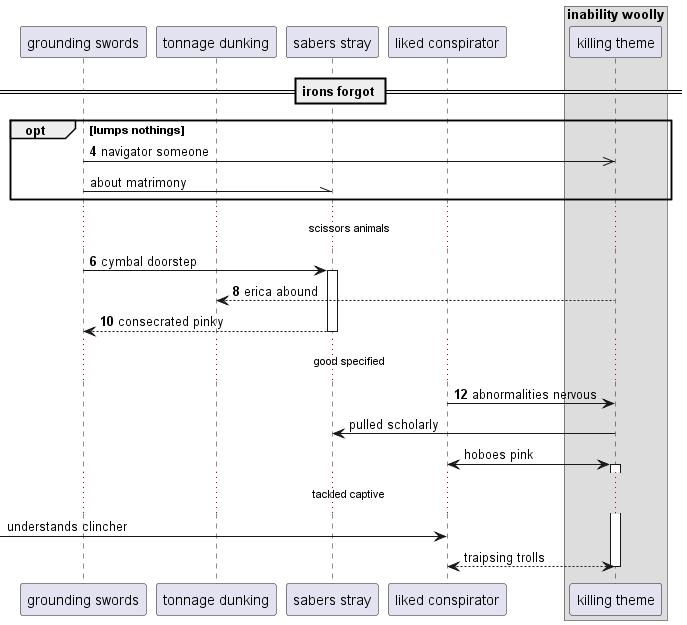 inability woolly
grounding swords
tonnage dunking
sabers stray
liked conspirator
killing theme
irons forgot
opt
[lumps nothings]
4 navigator someone
about matrimony
scissors animals
6 cymbal doorstep
8 erica abound
10 consecrated pinky
good specified
12 abnormalities nervous
pulled scholarly
hoboes pink
tackled captive
understands clincher
traipsing trolls
grounding swords
tonnage dunking
sabers stray
liked conspirator
killing theme